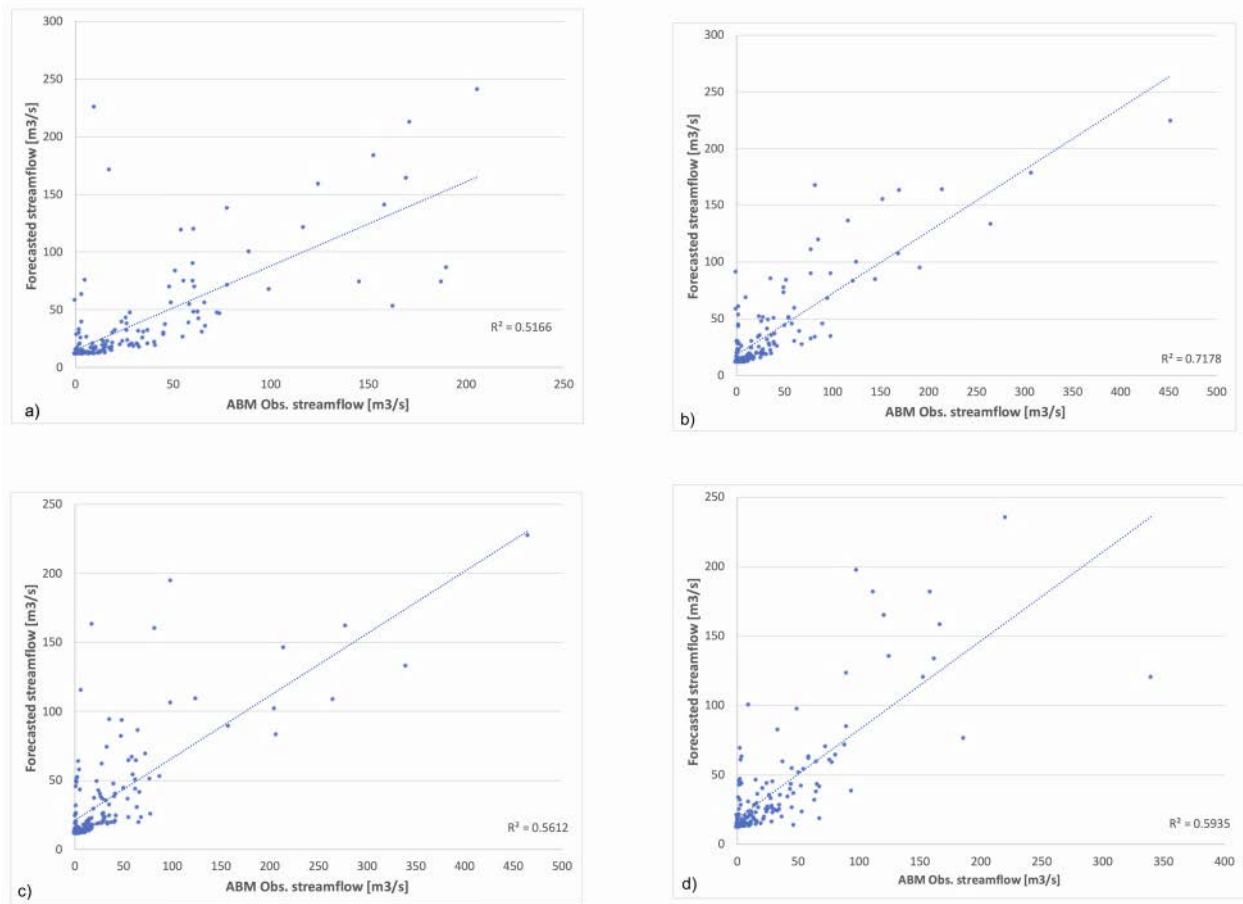 300
250
200
150
100
50
0
Forecasted streamflow [m3/s]
R² = 0.5166
0 50 100 150 200 250
ABM Obs. streamflow [m3/s]
a)
300
250
200
150
100
50
0
Forecasted streamflow [m3/s]
R² = 0.7178
0 50 100 150 200 250 300 350 400 450 500
ABM Obs. streamflow [m3/s]
b)
250
200
150
100
50
0
Forecasted streamflow [m3/s]
R² = 0.5612
0 50 100 150 200 250 300 350 400 450 500
ABM Obs. streamflow [m3/s]
c)
250
200
150
100
50
0
Forecasted streamflow [m3/s]
R² = 0.5935
0 50 100 150 200 250 300 350 400
ABM Obs. streamflow [m3/s]
d)